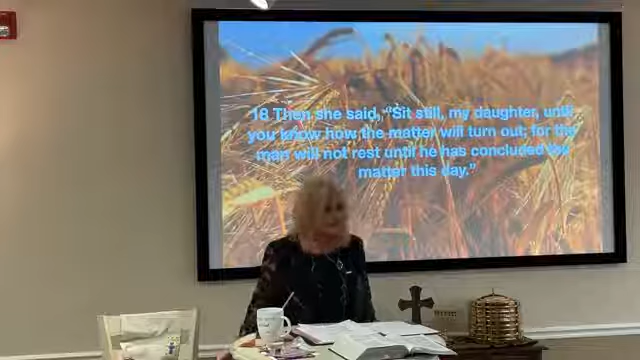 18 Then she said, "Sit still, my daughter, until
you know how the matter will turn out; for the
man will not rest until he has concluded the
matter this day."